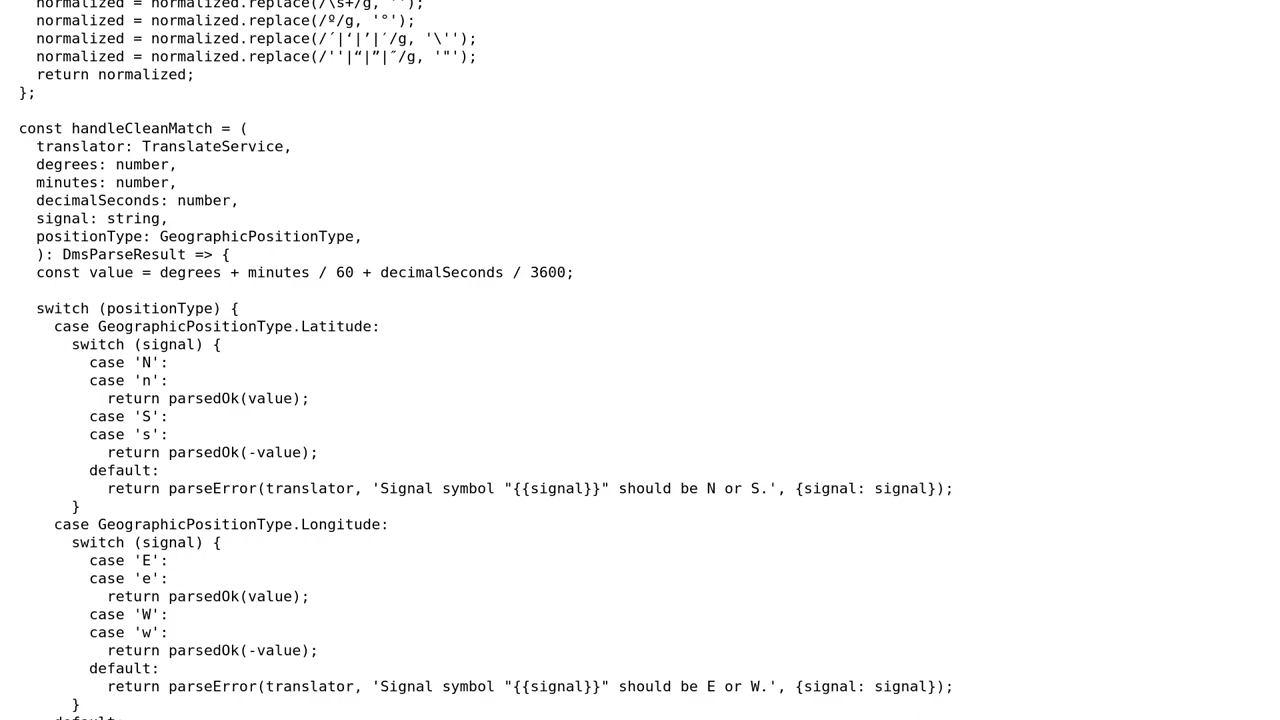 normalized = normalized.replace(/\s+/g, '');
normalized = normalized.replace(/º/g, '°');
normalized = normalized.replace(/´|‘|’|′/g, '\'');
normalized = normalized.replace(/''|“|”|″/g, '"');
return normalized;
};
const handleCleanMatch = (
translator: TranslateService,
degrees: number,
minutes: number,
decimalSeconds: number,
signal: string,
positionType: GeographicPositionType,
): DmsParseResult => {
const value = degrees + minutes / 60 + decimalSeconds / 3600;
switch (positionType) {
case GeographicPositionType.Latitude:
switch (signal) {
case 'N':
case 'n':
return parsedOk(value);
case 'S':
case 's':
return parsedOk(-value);
default:
return parseError(translator, 'Signal symbol "{{signal}}" should be N or S.', {signal: signal});
}
case GeographicPositionType.Longitude:
switch (signal) {
case 'E':
case 'e':
return parsedOk(value);
case 'W':
case 'w':
return parsedOk(-value);
default:
return parseError(translator, 'Signal symbol "{{signal}}" should be E or W.', {signal: signal});
}